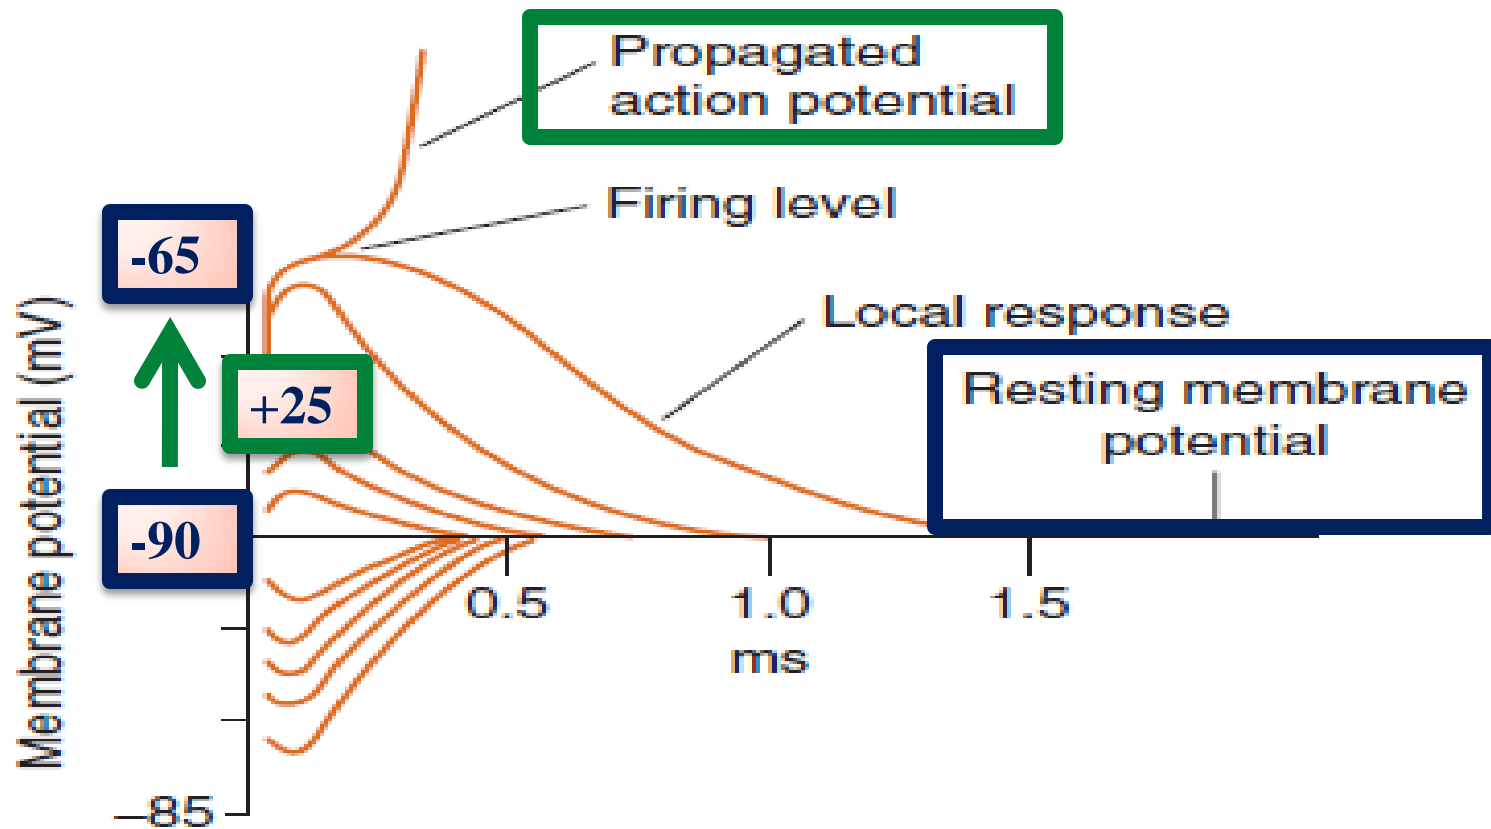 Propagated
action potential
Firing level
-65
Local response
Resting membrane
potential
+25
-90
Membrane potential (mV)
0.5
1.0
1.5
ms
–85